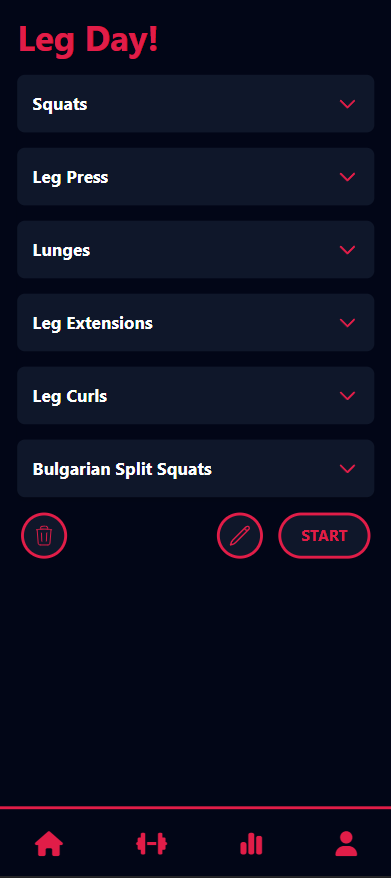 Leg Day!
Squats
Leg Press
Lunges
Leg Extensions
Leg Curls
Bulgarian Split Squats
START